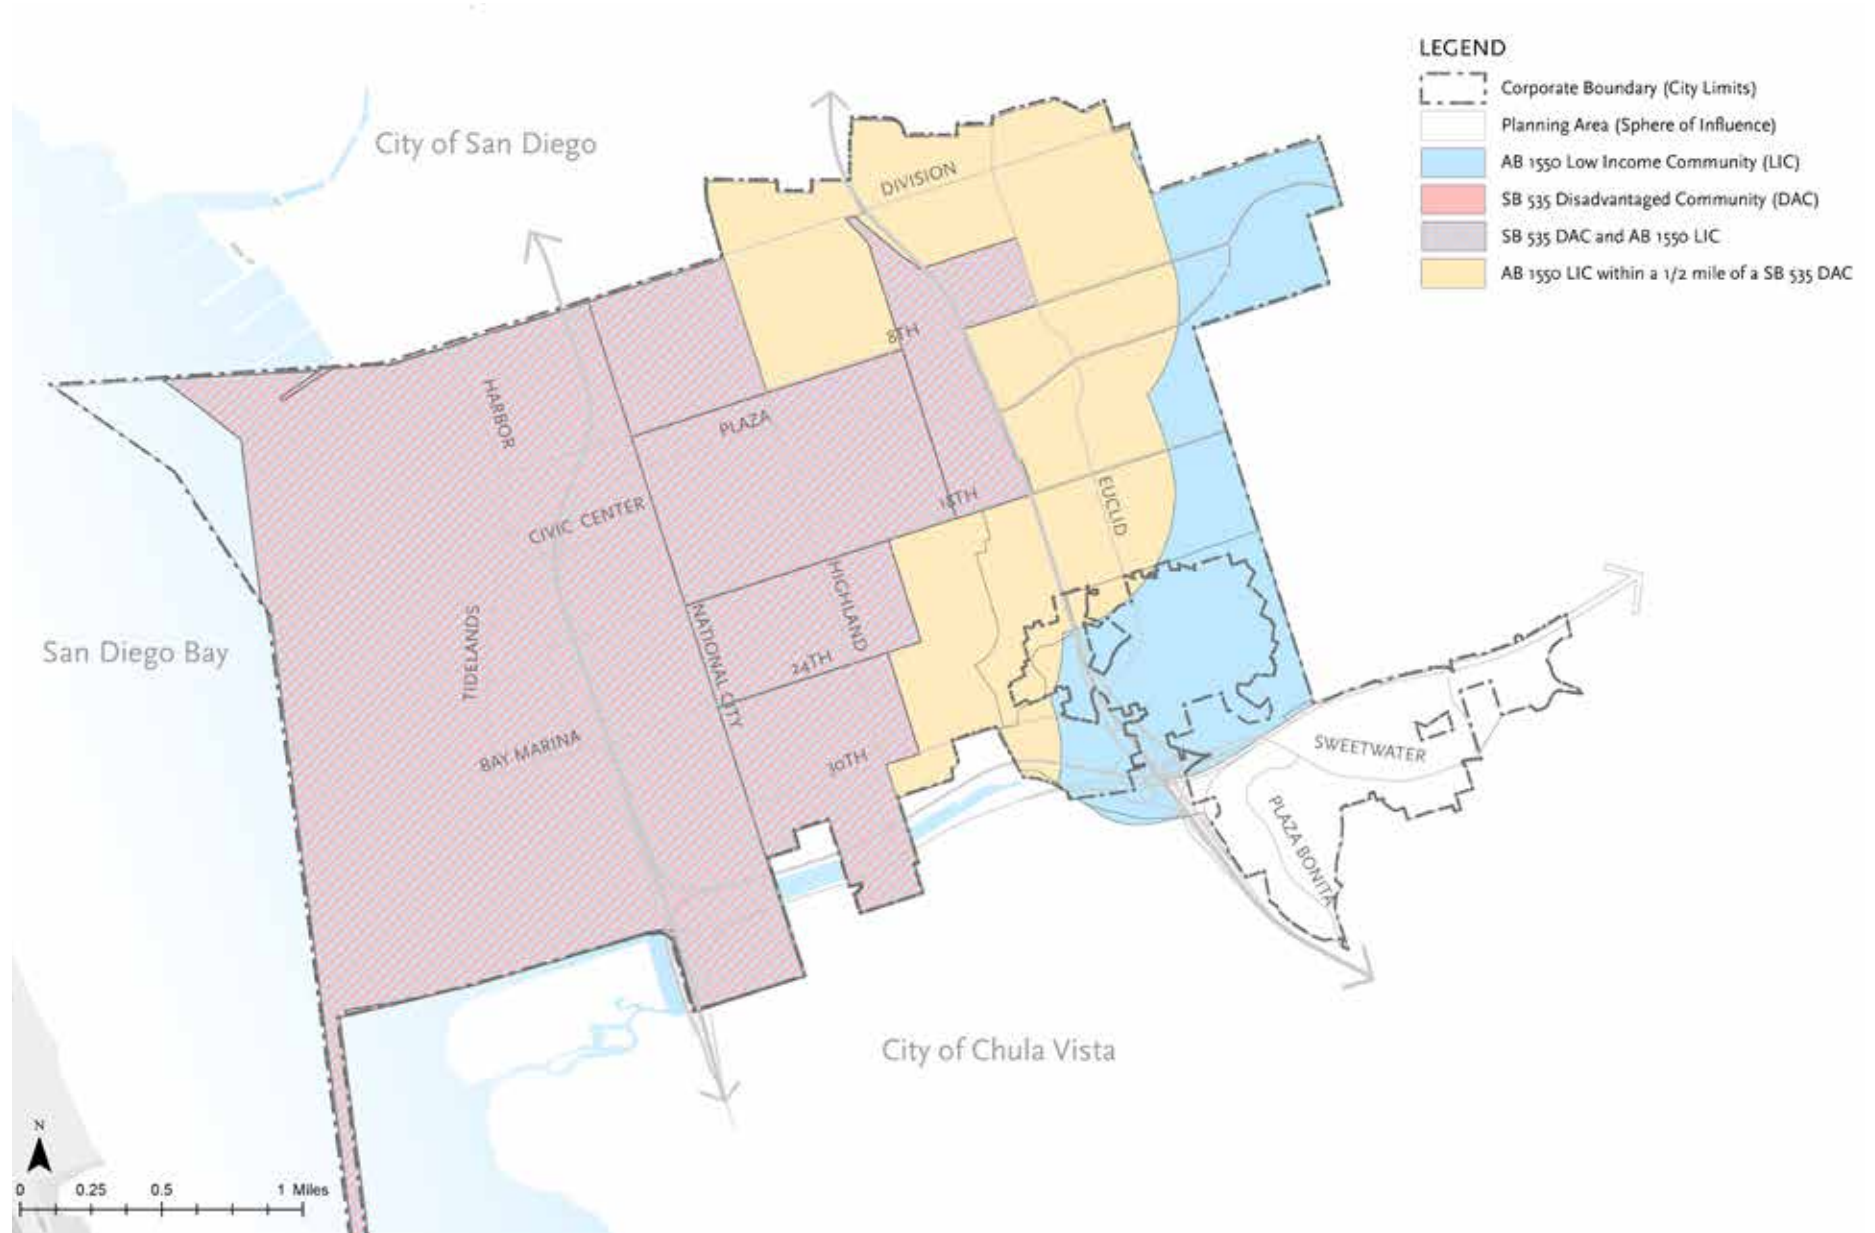 LEGEND
Corporate Boundary (City Limits)
Planning Area (Sphere of Influence)
AB 1550 Low Income Community (LIC)
SB 535 Disadvantaged Community (DAC)
SB 535 DAC and AB 1550 LIC
AB 1550 LIC within a 1/2 mile of a SB 535 DAC
City of San Diego
DIVISION
8TH
HARBOR
PLAZA
CIVIC CENTER
18TH
EUCLID
HIGHLAND
NATIONAL CITY
TIDELANDS
24TH
San Diego Bay
BAY MARINA
30TH
SWEETWATER
PLAZA BONITA
City of Chula Vista
N
0 0.25 0.5 1 Miles